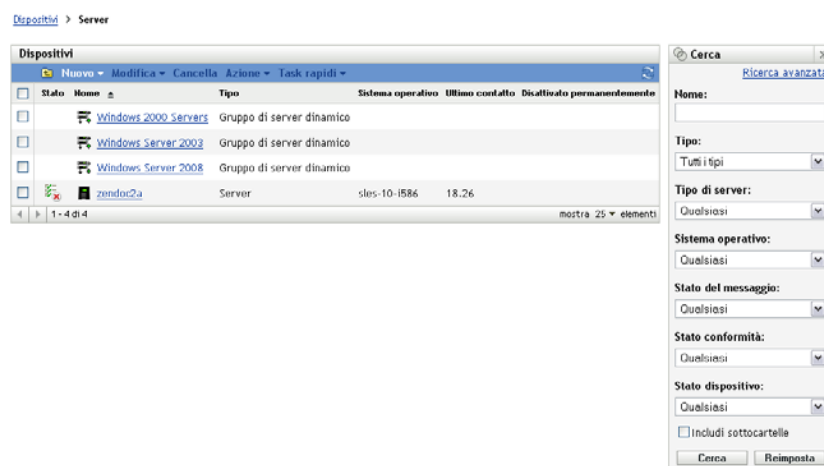 Dispositivi > Server
Dispositivi
Nuovo Modifica Cancella Azione Task rapidi
Stato Nome Tipo Sistema operativo Ultimo contatto Disattivato permanentemente
Windows 2000 Servers Gruppo di server dinamico
Windows Server 2003 Gruppo di server dinamico
Windows Server 2008 Gruppo di server dinamico
zendoc2a Server sles-10-i586 18.26
1 - 4 di 4 mostra 25 elementi
Cerca
Ricerca avanzata
Nome:
Tipo:
Tutti i tipi
Tipo di server:
Qualsiasi
Sistema operativo:
Qualsiasi
Stato del messaggio:
Qualsiasi
Stato conformità:
Qualsiasi
Stato dispositivo:
Qualsiasi
Includi sottocartelle
Cerca Reimposta